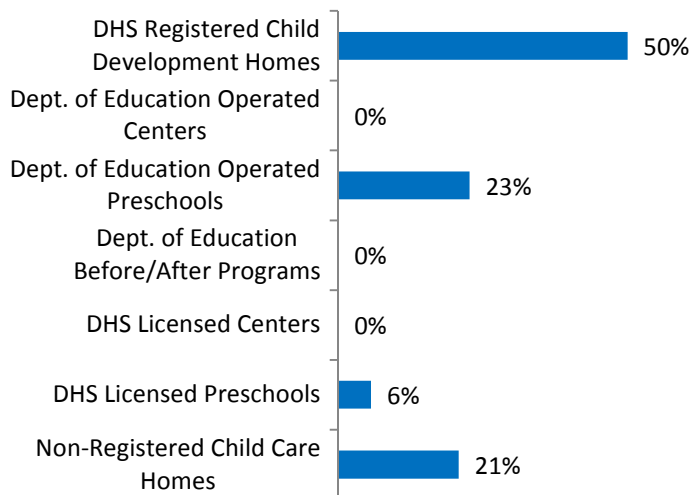 DHS Registered Child
Development Homes
50%
Dept. of Education Operated
Centers
0%
Dept. of Education Operated
Preschools
23%
Dept. of Education
Before/After Programs
0%
DHS Licensed Centers
0%
DHS Licensed Preschools
6%
Non-Registered Child Care
Homes
21%